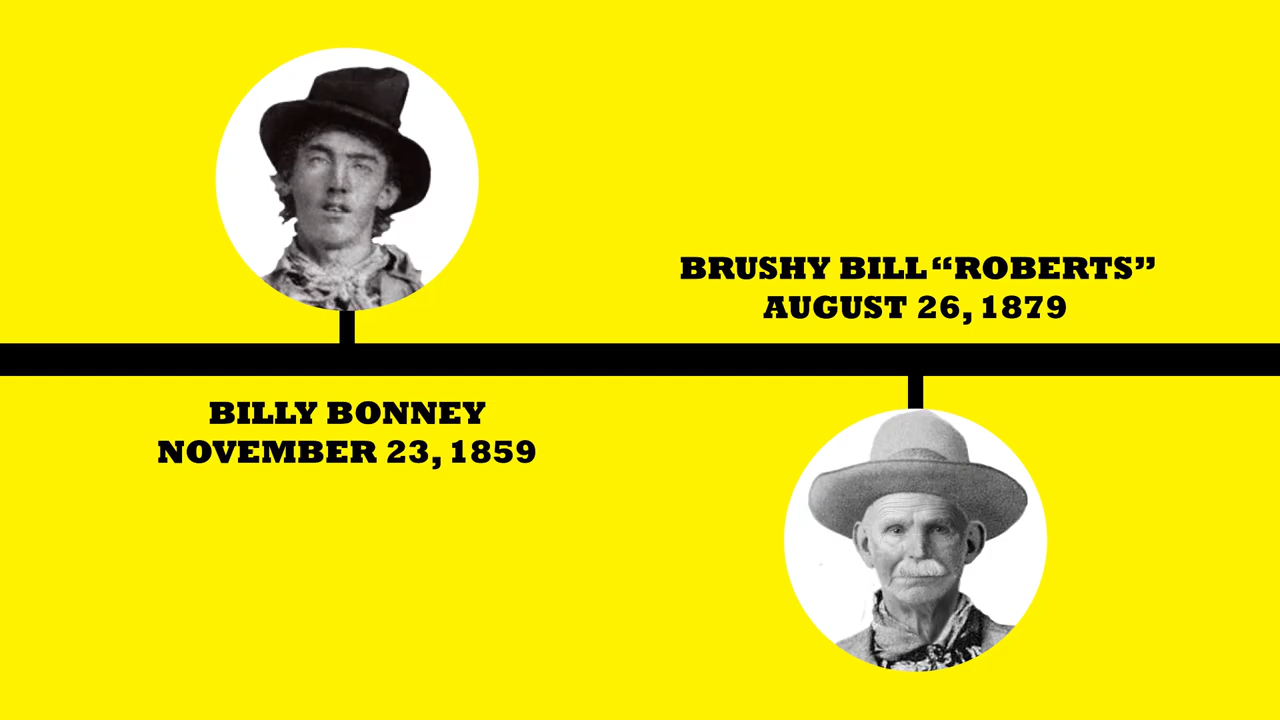 BRUSHY BILL “ROBERTS”
AUGUST 26, 1879
BILLY BONNEY
NOVEMBER 23, 1859